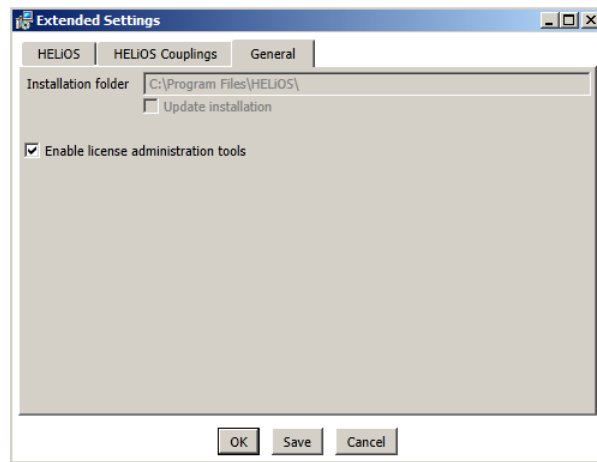 Extended Settings
HELiOS HELiOS Couplings General
Installation folder C:\Program Files\HELiOS\
Update installation
Enable license administration tools
OK Save Cancel